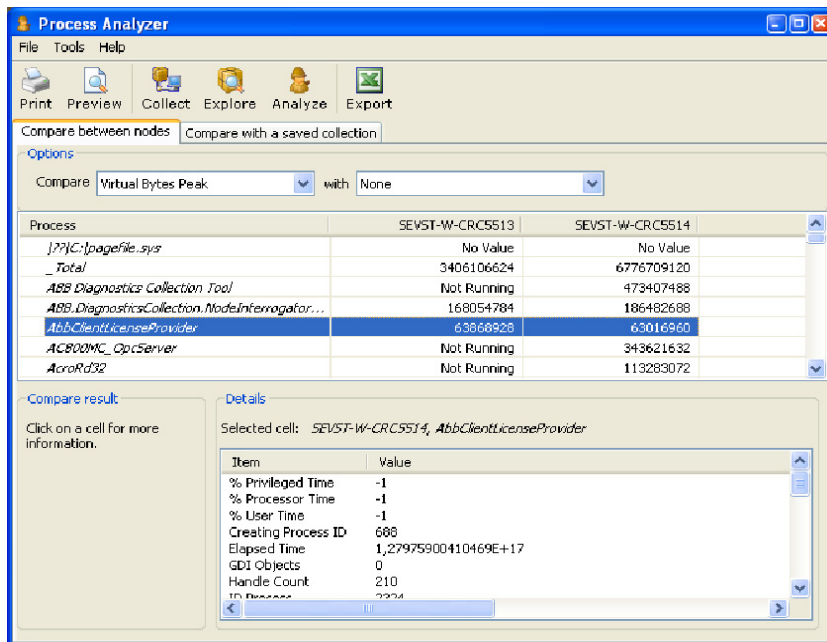 Process Analyzer
File Tools Help
Print Preview Collect Explore Analyze Export
Compare between nodes Compare with a saved collection
Options
Compare Virtual Bytes Peak with None
Process SEVST-W-CRC5513 SEVST-W-CRC5514
\??\C:\pagefile.sys No Value No Value
_Total 3406106624 6776709120
ABB Diagnostics Collection Tool Not Running 473407488
ABB.DiagnosticsCollection.NodeInterrogator... 168054784 186482688
AbbClientLicenseProvider 63868928 63016960
AC800MC_OpcServer Not Running 343621632
AcroRd32 Not Running 113283072
Compare result
Click on a cell for more
information.
Details
Selected cell: SEVST-W-CRC5514, AbbClientLicenseProvider
Item Value
% Privileged Time -1
% Processor Time -1
% User Time -1
Creating Process ID 688
Elapsed Time 1,27975900410469E+17
GDI Objects 0
Handle Count 210
ID Process